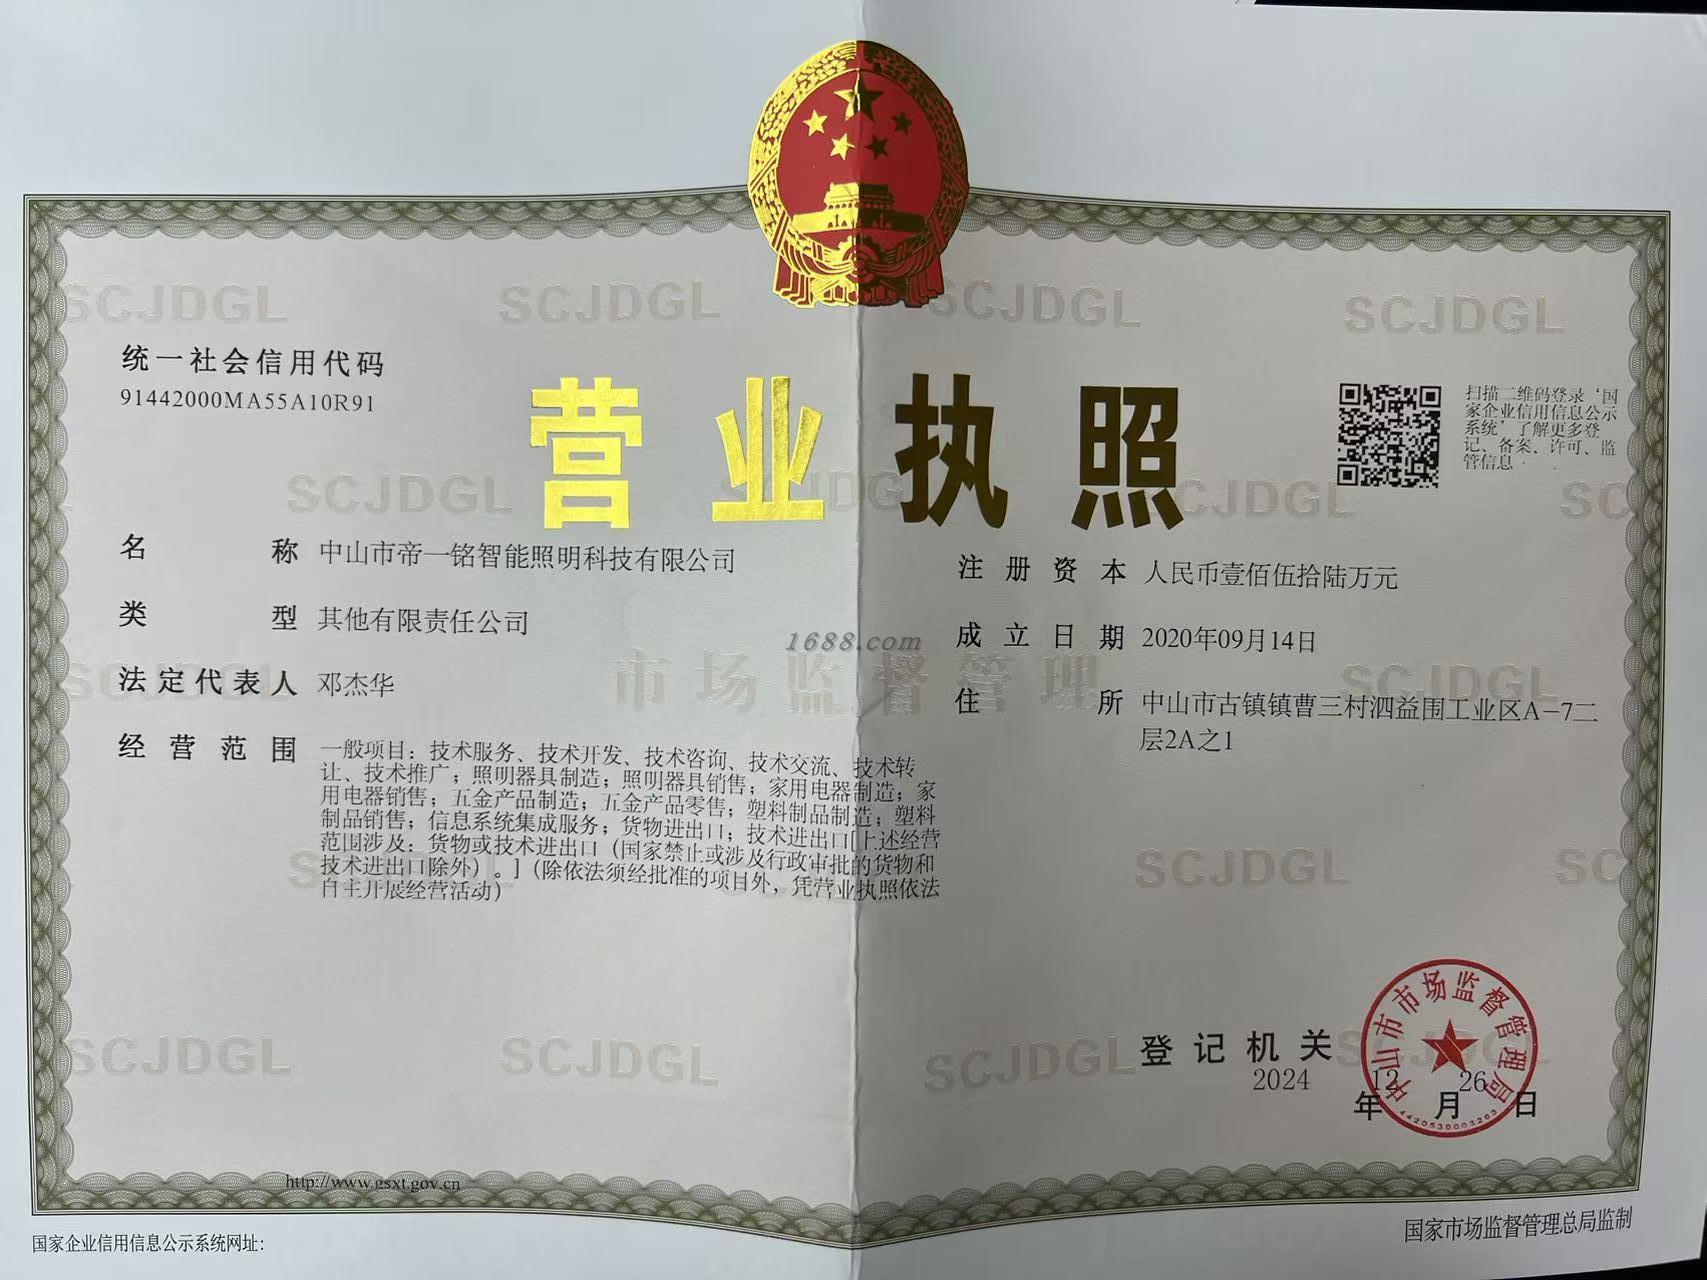 统一社会信用代码
91442000MA55A10R91
营业执照
扫描二维码登录‘国
家企业信用信息公示
系统’了解更多登
记、备案、许可、监
管信息
名称 中山市帝一铭智能照明科技有限公司
类型 其他有限责任公司
法定代表人 邓杰华
经营范围 一般项目：技术服务、技术开发、技术咨询、技术交流、技术转
让、技术推广；照明器具制造；照明器具销售；家用电器制造；家
用电器销售；五金产品制造；五金产品零售；塑料制品制造；塑料
制品销售；信息系统集成服务；货物进出口；技术进出口[上述经营
范围涉及：货物或技术进出口（国家禁止或涉及行政审批的货物和
技术进出口除外）。]（除依法须经批准的项目外，凭营业执照依法
自主开展经营活动）
注册资本 人民币壹佰伍拾陆万元
成立日期 2020年09月14日
住所 中山市古镇镇曹三村泗益围工业区A-7二
层2A之1
1688.com
市场监督管理
SCJDGL
登记机关
2024年12月26日
中山市市场监督管理局
4420530003203
http://www.gsxt.gov.cn
国家企业信用信息公示系统网址：
国家市场监督管理总局监制